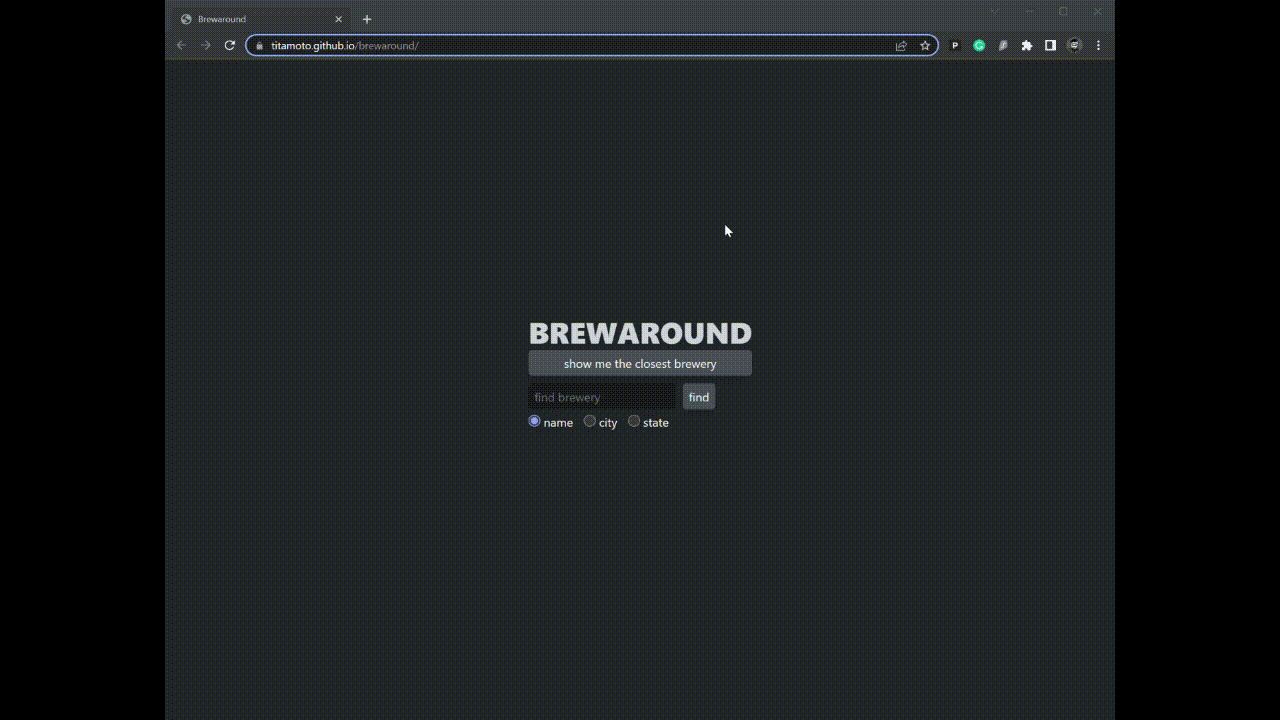 Brewaround
titamoto.github.io/brewaround/
P
BREWAROUND
show me the closest brewery
find brewery find
name city state